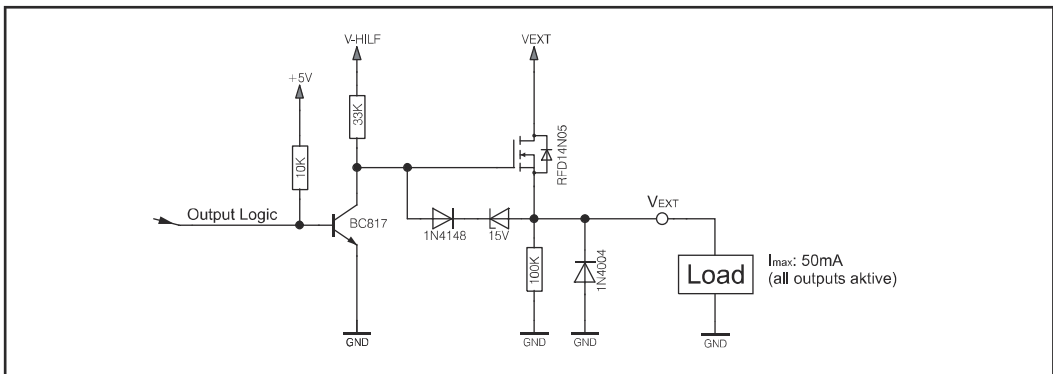 V-HILF
VEXT
+5V
33K
10K
RFD14N05
Output Logic
BC817
1N4148
15V
VEXT
100K
1N4004
Load
Imax: 50mA
(all outputs aktive)
GND
GND
GND
GND